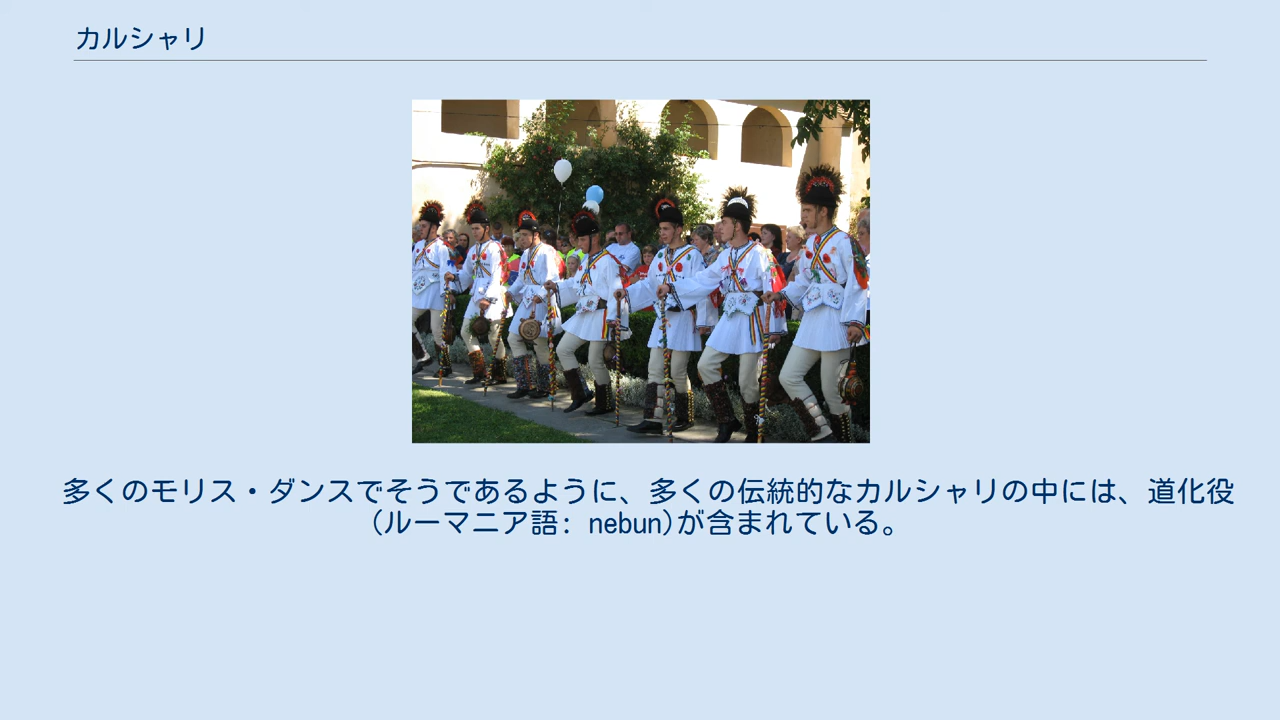 カルシャリ
多くのモリス・ダンスでそうであるように、多くの伝統的なカルシャリの中には、道化役
(ルーマニア語: nebun)が含まれている。